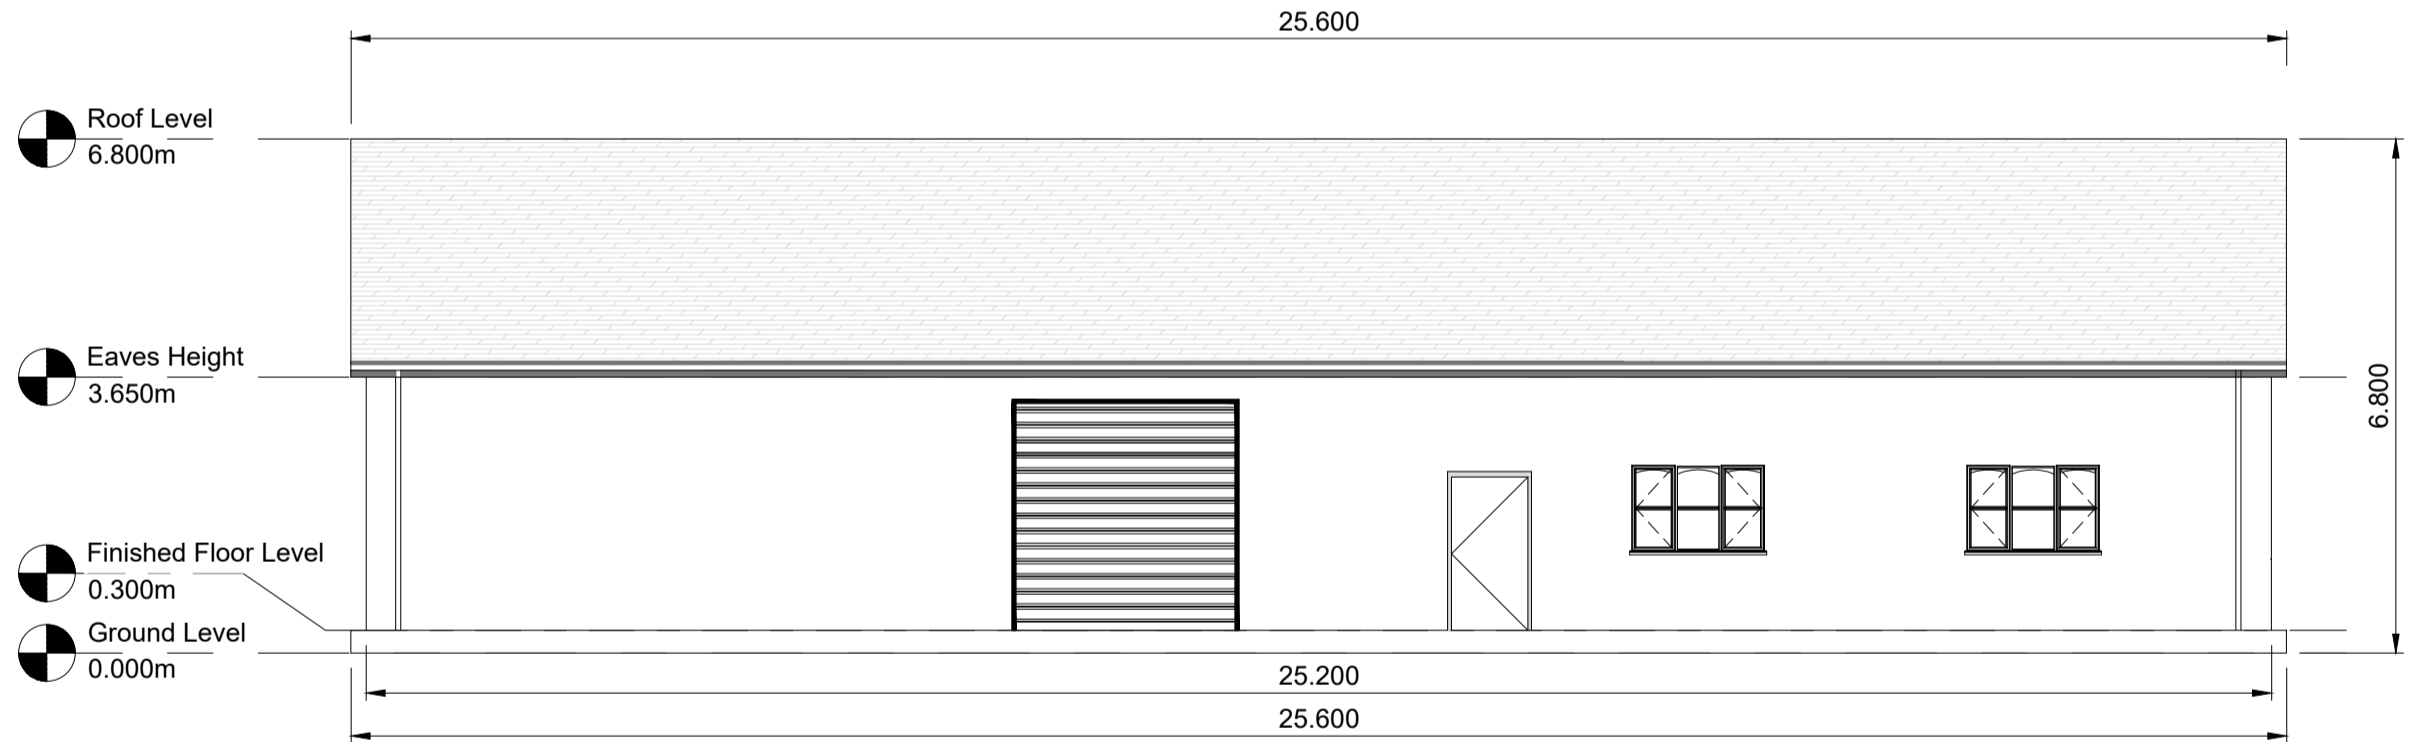 25.600
Roof Level
6.800m
Eaves Height
3.650m
6.800
Finished Floor Level
0.300m
Ground Level
0.000m
25.200
25.600